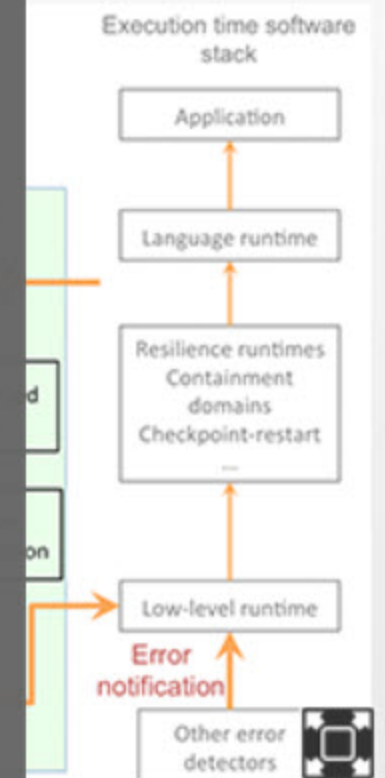 Execution time software
stack
Application
Language runtime
Resilience runtimes
Containment
domains
Checkpoint-restart
...
d
on
Low-level runtime
Error
notification
Other error
detectors